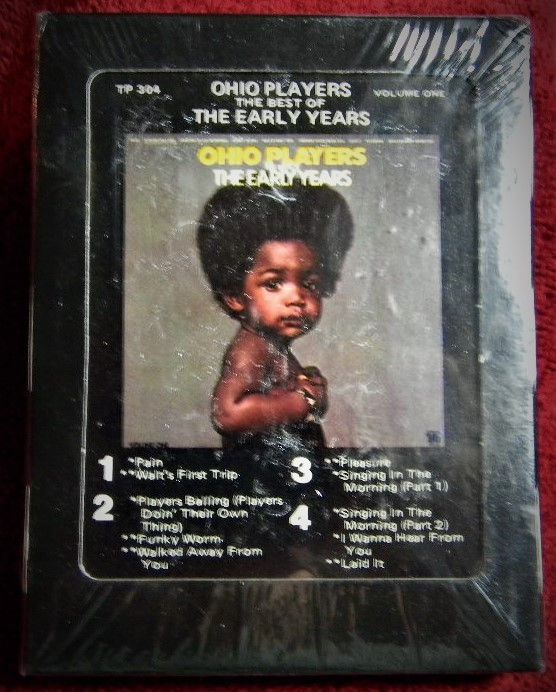 TP 304
OHIO PLAYERS
VOLUME ONE
THE BEST OF
THE EARLY YEARS
OHIO PLAYERS
THE EARLY YEARS
1 *Pain
**Walt's First Trip
2 *Players Balling (Players
Doin' Their Own
Thing)
**Funky Worm
**Walked Away From
You
3 **Pleasure
*Singing In The
Morning (Part 1)
4 *Singing In The
Morning (Part 2)
*I Wanna Hear From
You
**Laid It